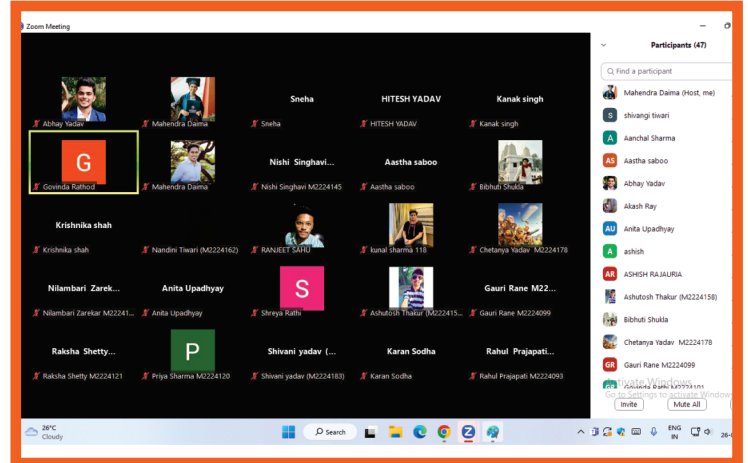 Zoom Meeting
Abhay Yadav
Mahendra Daima
Sneha
Sneha
HITESH YADAV
HITESH YADAV
Kanak singh
Kanak singh
G
Govinda Rathod
Mahendra Daima
Nishi Singhavi...
Nishi Singhavi M2224145
Aastha saboo
Aastha saboo
Bibhuti Shukla
Krishnika shah
Krishnika shah
Nandini Tiwari (M2224162)
RANJEET SAHU
kunal sharma 118
Chetanya Yadav M2224178
Nilambari Zarek...
Nilambari Zarekar M22241...
Anita Upadhyay
Anita Upadhyay
S
Shreya Rathi
Ashutosh Thakur (M222415...
Gauri Rane M22...
Gauri Rane M2224099
Raksha Shetty...
Raksha Shetty M2224121
P
Priya Sharma M2224120
Shivani yadav (...
Shivani yadav (M2224183)
Karan Sodha
Karan Sodha
Rahul Prajapati...
Rahul Prajapati M2224093
Participants (47)
Find a participant
Mahendra Daima (Host, me)
S shivangi tiwari
A Aanchal Sharma
AS Aastha saboo
Abhay Yadav
Akash Ray
AU Anita Upadhyay
A ashish
AR ASHISH RAJAURIA
Ashutosh Thakur (M2224158)
Bibhuti Shukla
Chetanya Yadav M2224178
GR Gauri Rane M2224099
GR Govinda Rathi M2224101
Activate Windows
Go to Settings to activate Windows
Invite
Mute All
26°C
Cloudy
Search
ENG
IN